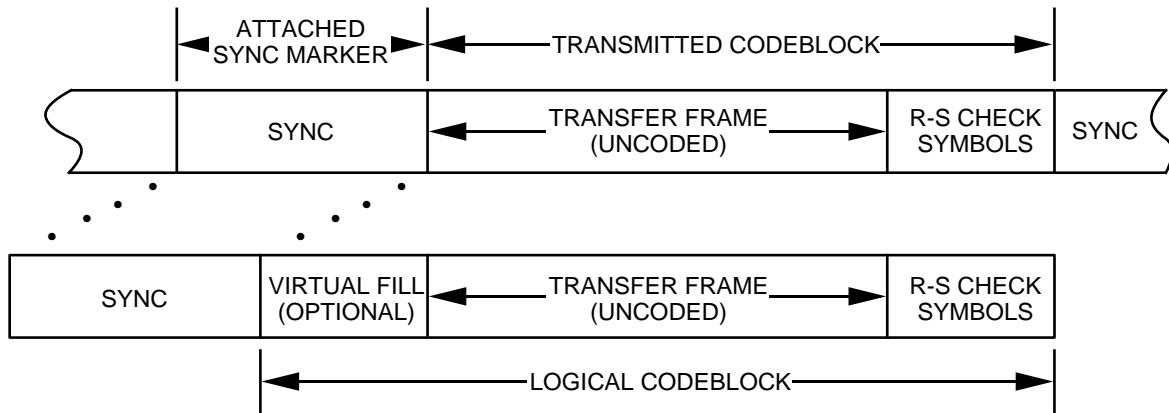 ATTACHED
SYNC MARKER
TRANSMITTED CODEBLOCK
SYNC
TRANSFER FRAME
(UNCODED)
R-S CHECK
SYMBOLS
SYNC
SYNC
VIRTUAL FILL
(OPTIONAL)
TRANSFER FRAME
(UNCODED)
R-S CHECK
SYMBOLS
LOGICAL CODEBLOCK